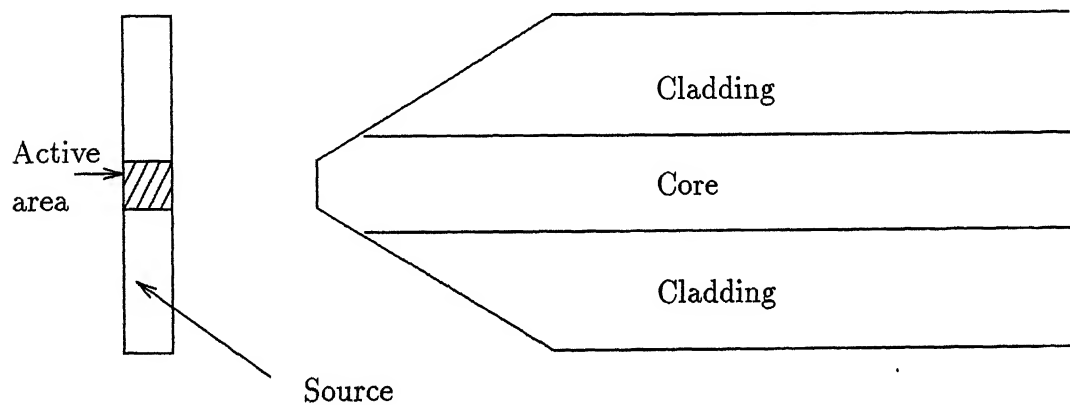 Cladding
Active
area
Core
Cladding
Source